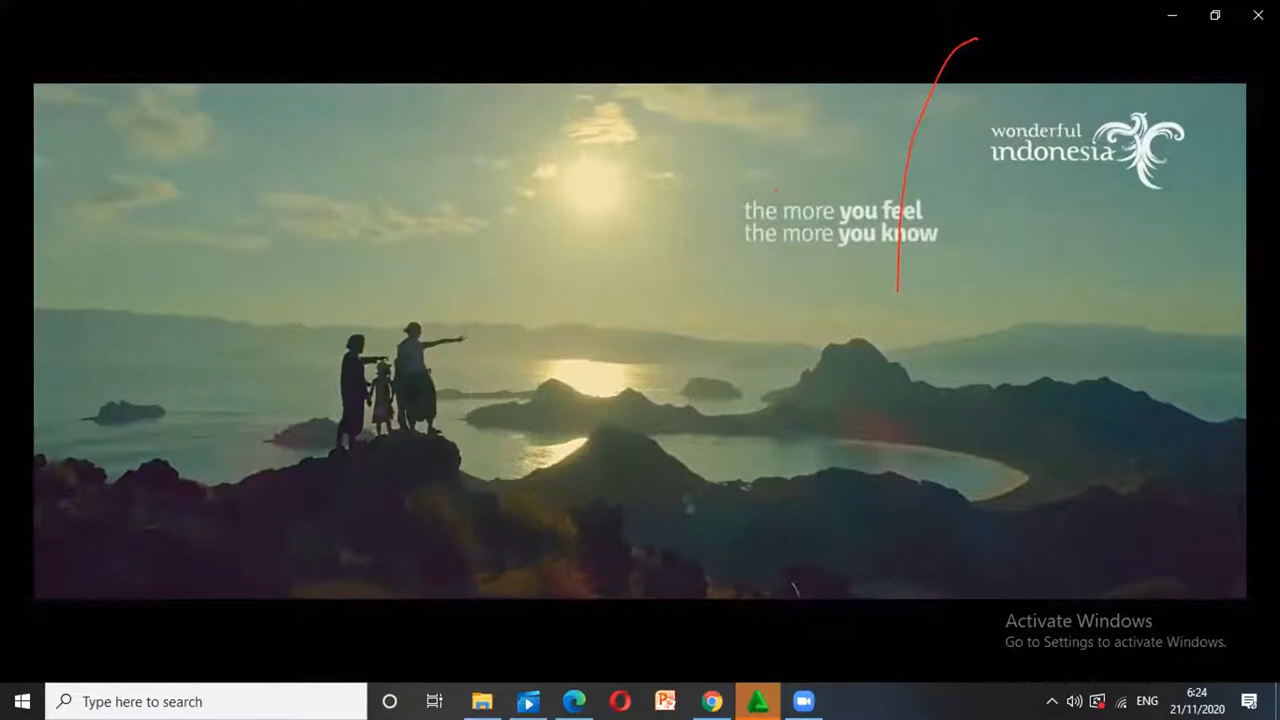 wonderful
indonesia
the more you feel
the more you know
Activate Windows
Go to Settings to activate Windows.
Type here to search
ENG
6:24
21/11/2020